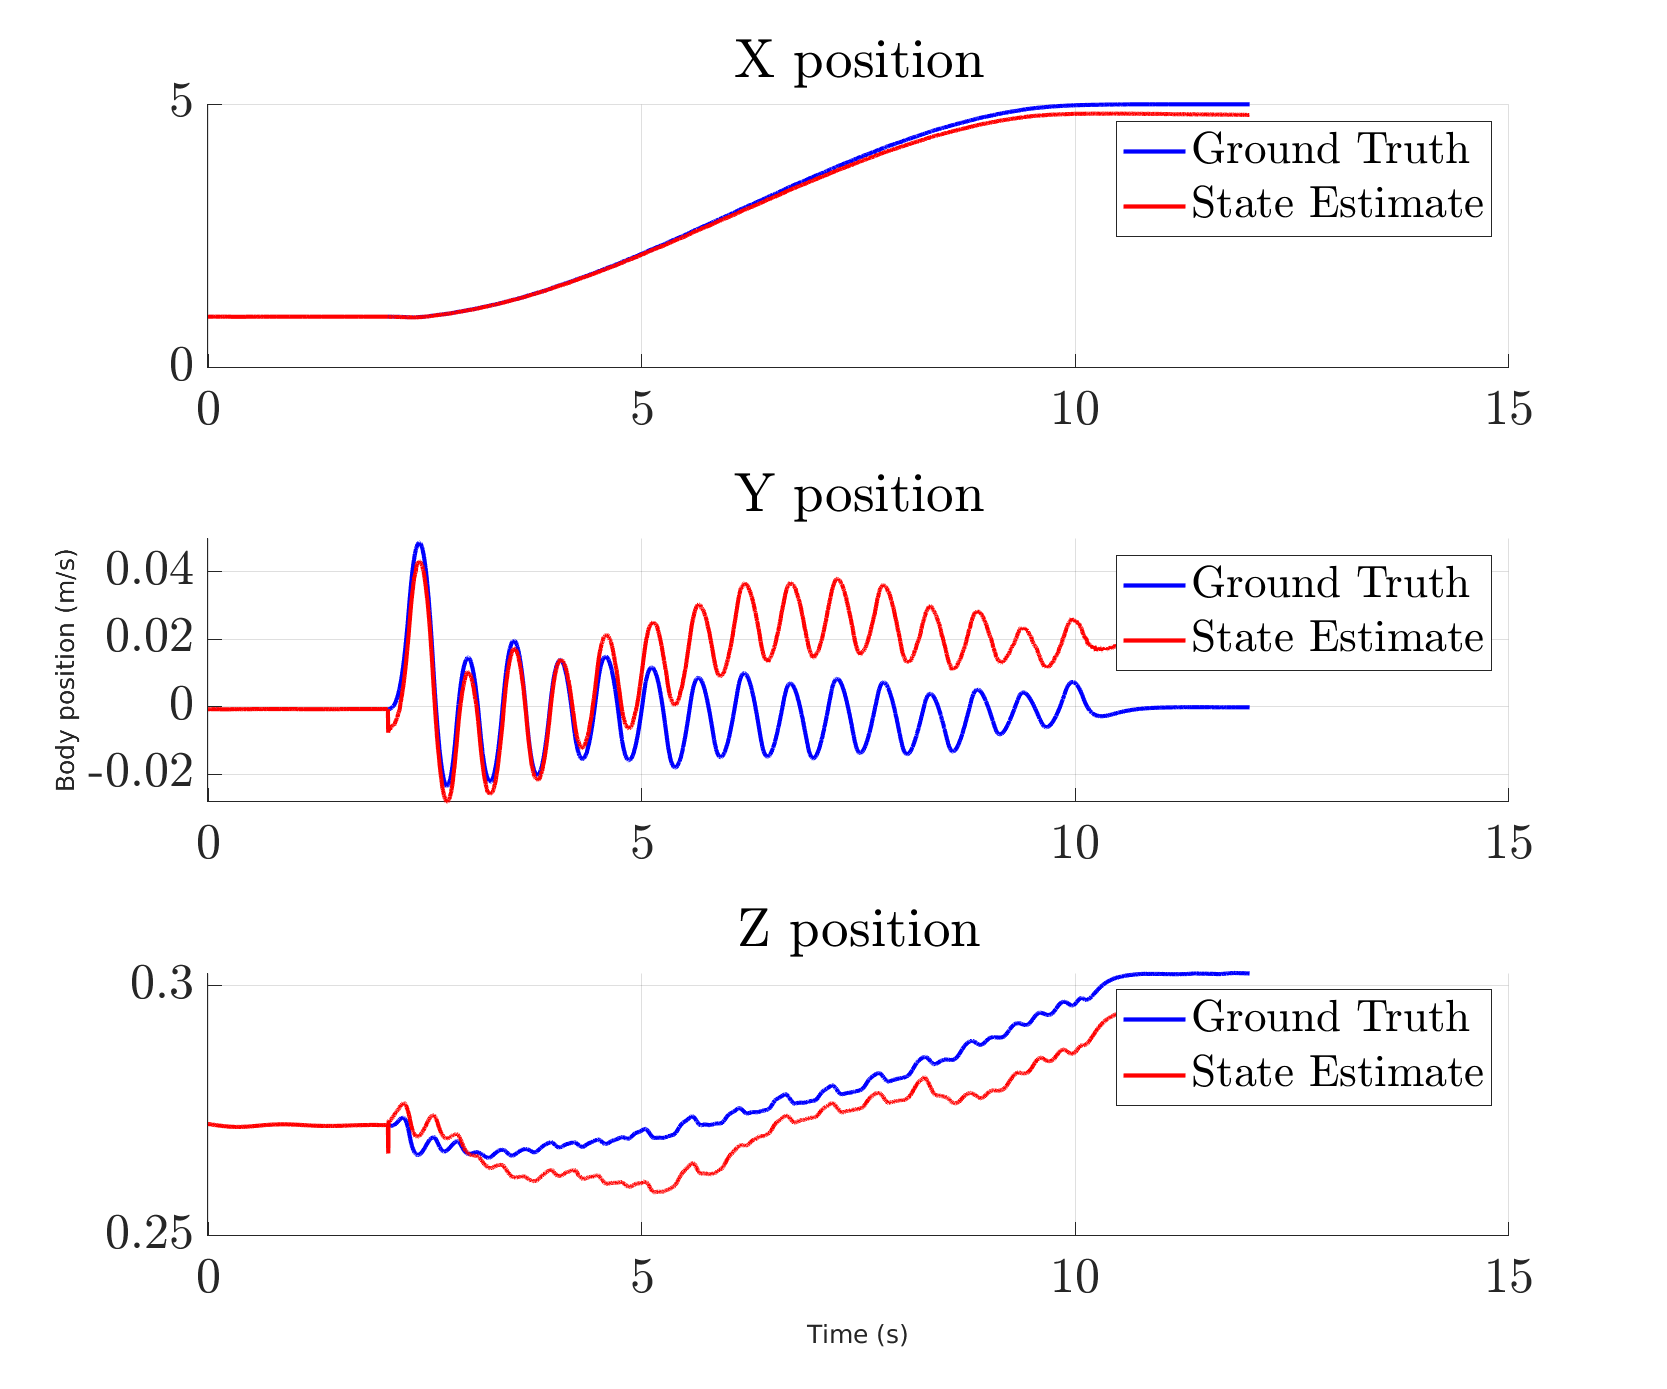 X position
5
0
0 5 10 15
Ground Truth
State Estimate
Y position
Body position (m/s)
0.04
0.02
0
-0.02
0 5 10 15
Ground Truth
State Estimate
Z position
0.3
0.25
0 5 10 15
Ground Truth
State Estimate
Time (s)